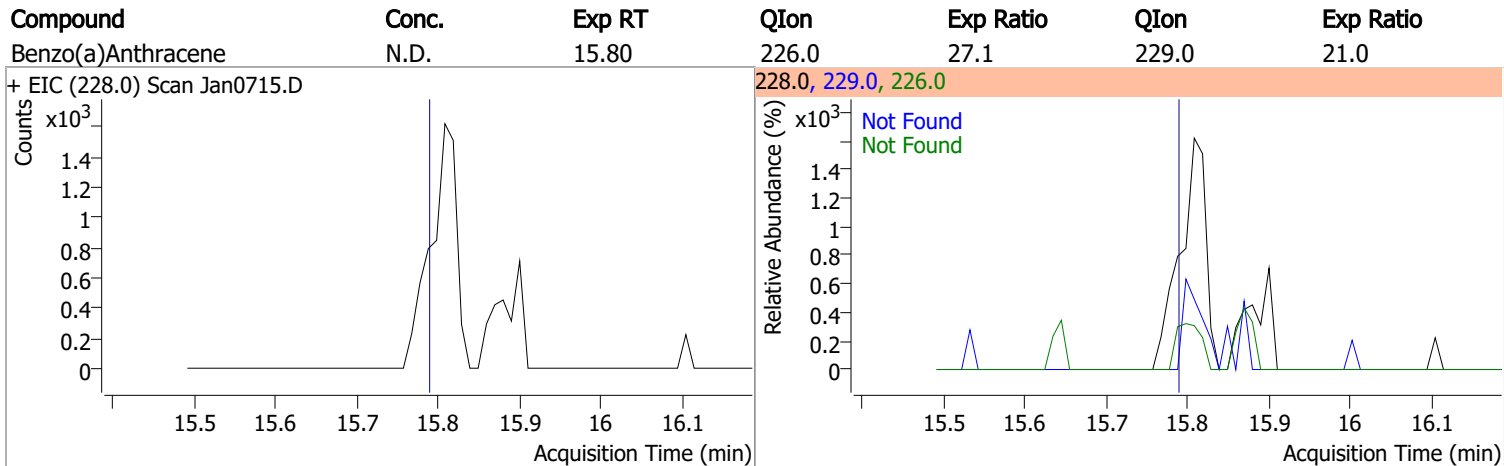 Compound Conc. Exp RT QIon Exp Ratio QIon Exp Ratio
Benzo(a)Anthracene N.D. 15.80 226.0 27.1 229.0 21.0
+ EIC (228.0) Scan Jan0715.D
Counts
x10³
1.4
1.2
1
0.8
0.6
0.4
0.2
0
15.5 15.6 15.7 15.8 15.9 16 16.1
Acquisition Time (min)
228.0, 229.0, 226.0
Relative Abundance (%)
x10³
Not Found
Not Found
1.4
1.2
1
0.8
0.6
0.4
0.2
0
15.5 15.6 15.7 15.8 15.9 16 16.1
Acquisition Time (min)